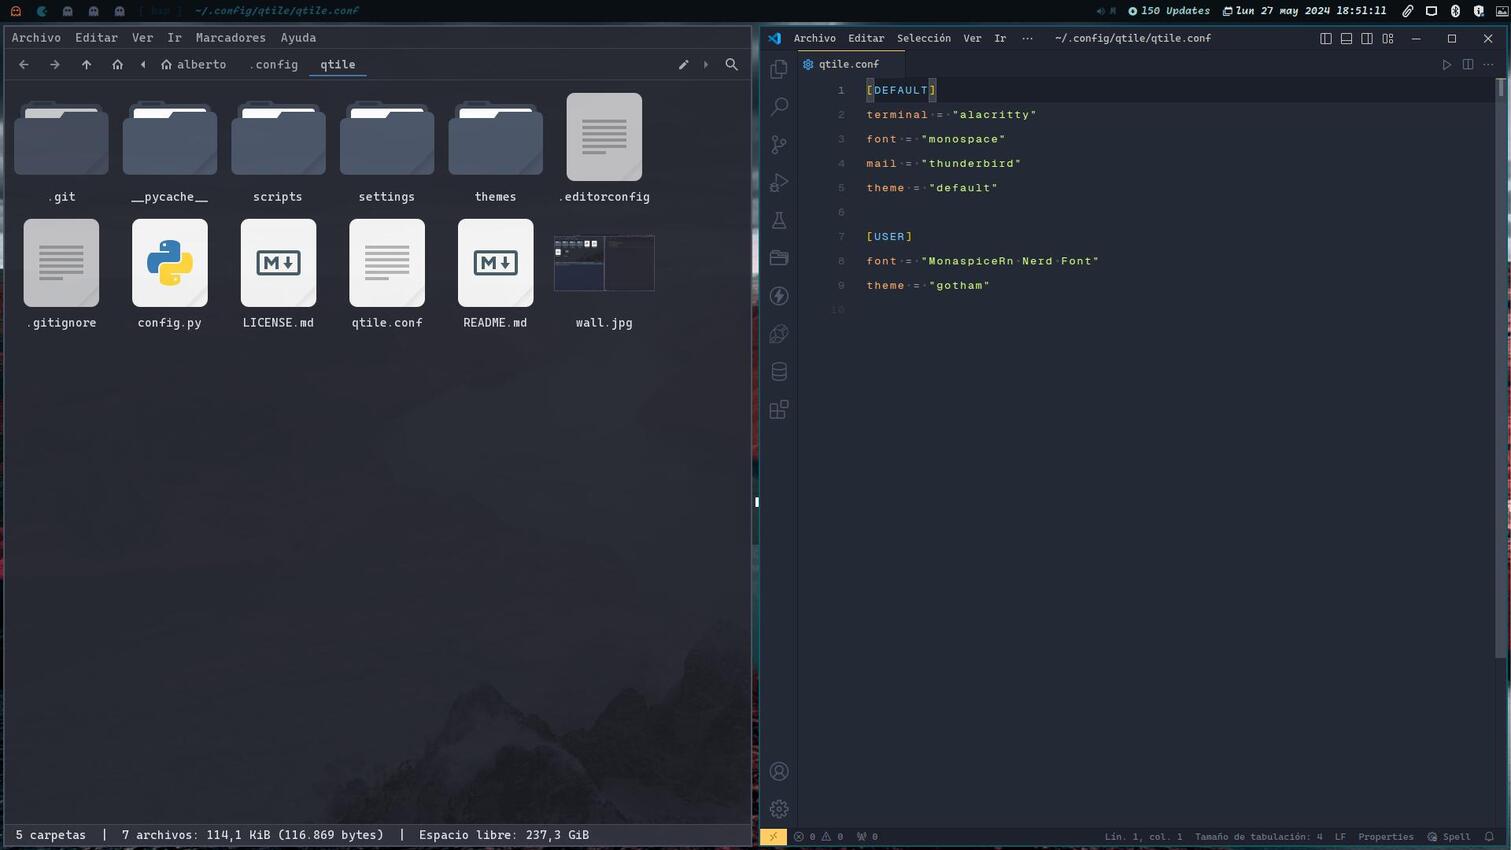 [ bsp ] ~/.config/qtile/qtile.conf
M 150 Updates lun 27 may 2024 18:51:11
Archivo Editar Ver Ir Marcadores Ayuda
alberto .config qtile
.git __pycache__ scripts settings themes .editorconfig
.gitignore config.py LICENSE.md qtile.conf README.md wall.jpg
5 carpetas | 7 archivos: 114,1 KiB (116.869 bytes) | Espacio libre: 237,3 GiB
Archivo Editar Selección Ver Ir ··· ~/.config/qtile/qtile.conf
qtile.conf
1 [DEFAULT]
2 terminal = "alacritty"
3 font = "monospace"
4 mail = "thunderbird"
5 theme = "default"
6
7 [USER]
8 font = "MonaspiceRn Nerd Font"
9 theme = "gotham"
10
0 0 0 Lín. 1, col. 1 Tamaño de tabulación: 4 LF Properties Spell